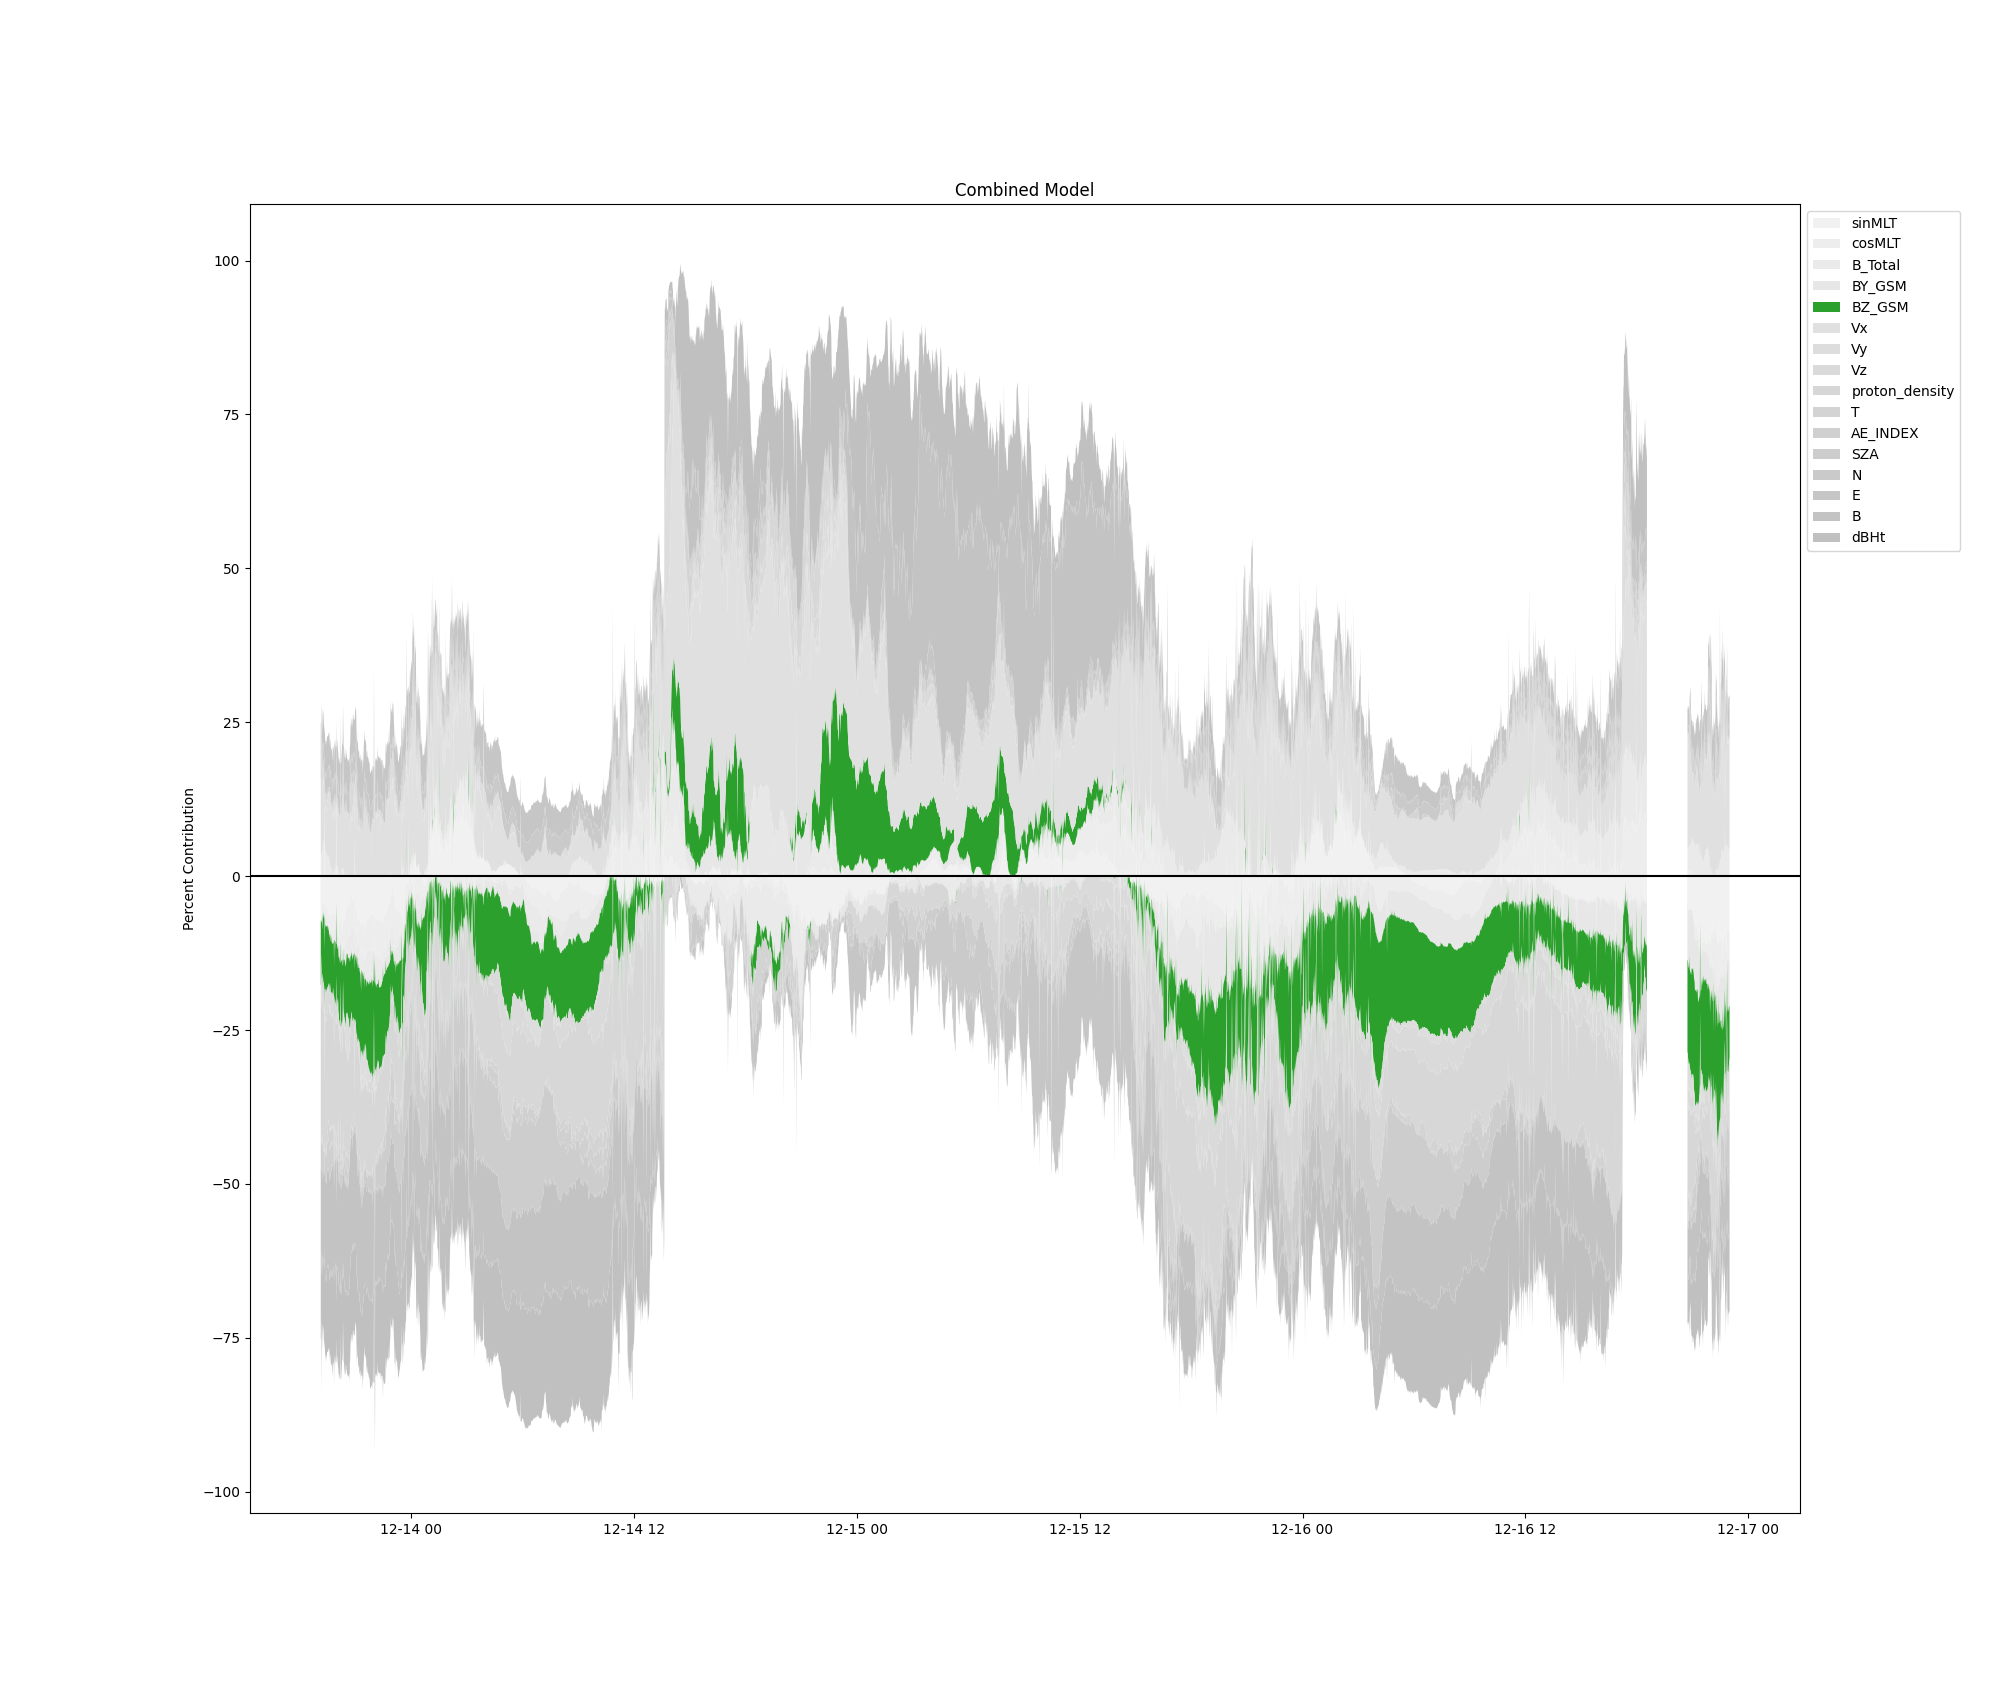 Combined Model
sinMLT
cosMLT
B_Total
BY_GSM
BZ_GSM
Vx
Vy
Vz
proton_density
T
AE_INDEX
SZA
N
E
B
dBHt
Percent Contribution
100
75
50
25
0
−25
−50
−75
−100
12-14 00
12-14 12
12-15 00
12-15 12
12-16 00
12-16 12
12-17 00